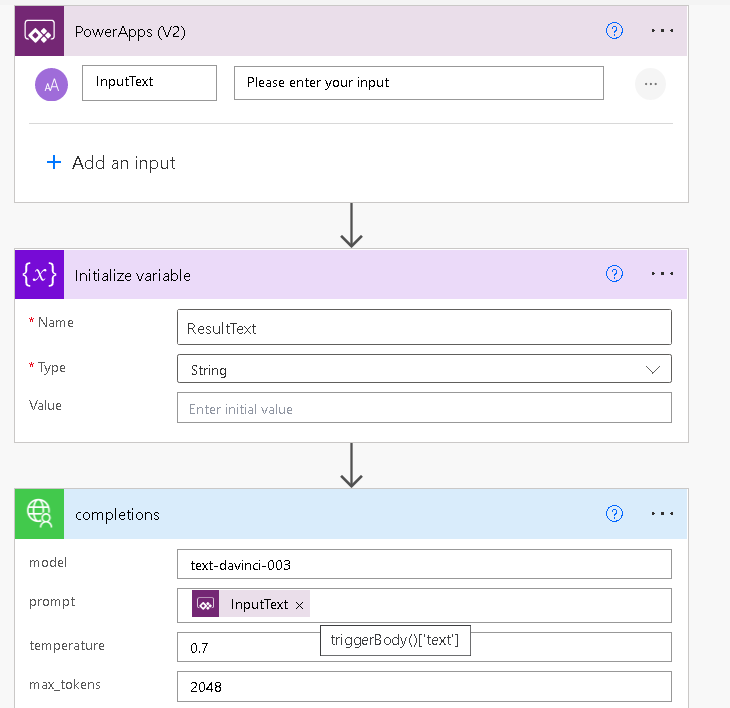 PowerApps (V2)
InputText Please enter your input
Add an input
Initialize variable
* Name ResultText
* Type String
Value Enter initial value
completions
model text-davinci-003
prompt InputText ×
triggerBody()['text']
temperature 0.7
max_tokens 2048